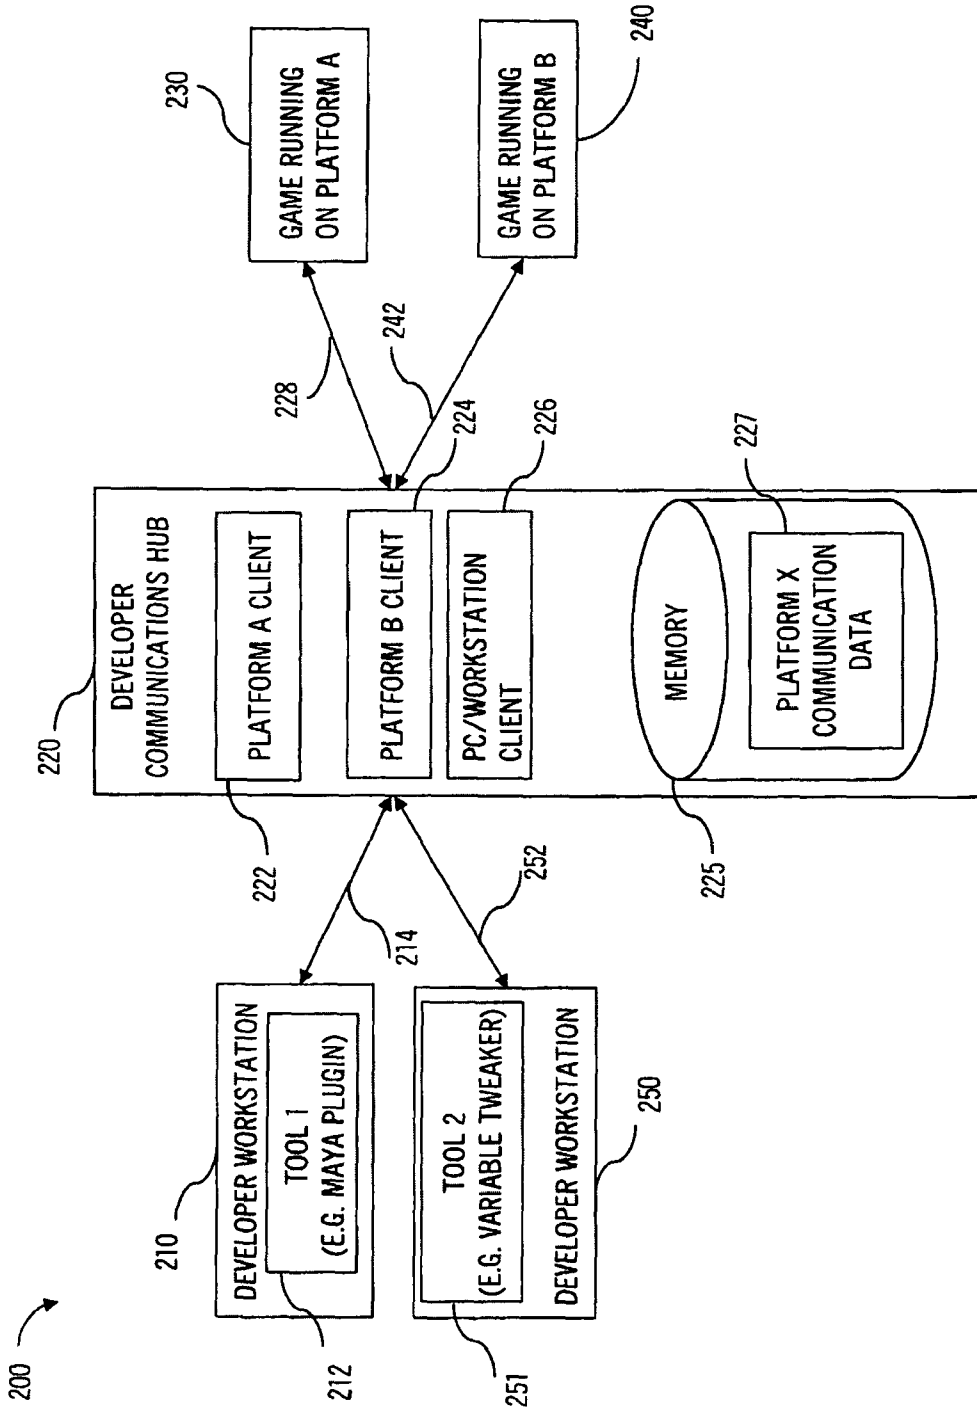 200
210
DEVELOPER WORKSTATION
TOOL 1
(E.G. MAYA PLUGIN)
212
TOOL 2
(E.G. VARIABLE TWEAKER)
DEVELOPER WORKSTATION
251
250
214
252
220
DEVELOPER
COMMUNICATIONS HUB
PLATFORM A CLIENT
222
PLATFORM B CLIENT
224
PC/WORKSTATION
CLIENT
226
MEMORY
225
PLATFORM X
COMMUNICATION
DATA
227
228
242
230
GAME RUNNING
ON PLATFORM A
GAME RUNNING
ON PLATFORM B
240